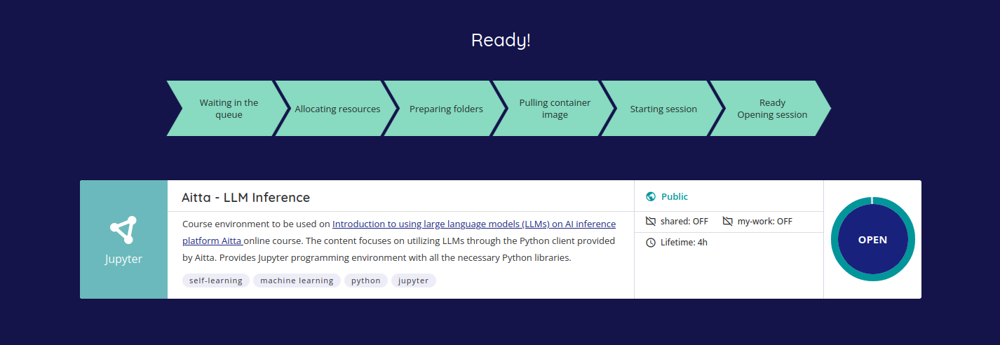 Ready!
Waiting in the
queue
Allocating resources
Preparing folders
Pulling container
image
Starting session
Ready
Opening session
Jupyter
Aitta - LLM Inference
Course environment to be used on Introduction to using large language models (LLMs) on AI inference
platform Aitta online course. The content focuses on utilizing LLMs through the Python client provided
by Aitta. Provides Jupyter programming environment with all the necessary Python libraries.
self-learning machine learning python jupyter
Public
shared: OFF my-work: OFF
Lifetime: 4h
OPEN